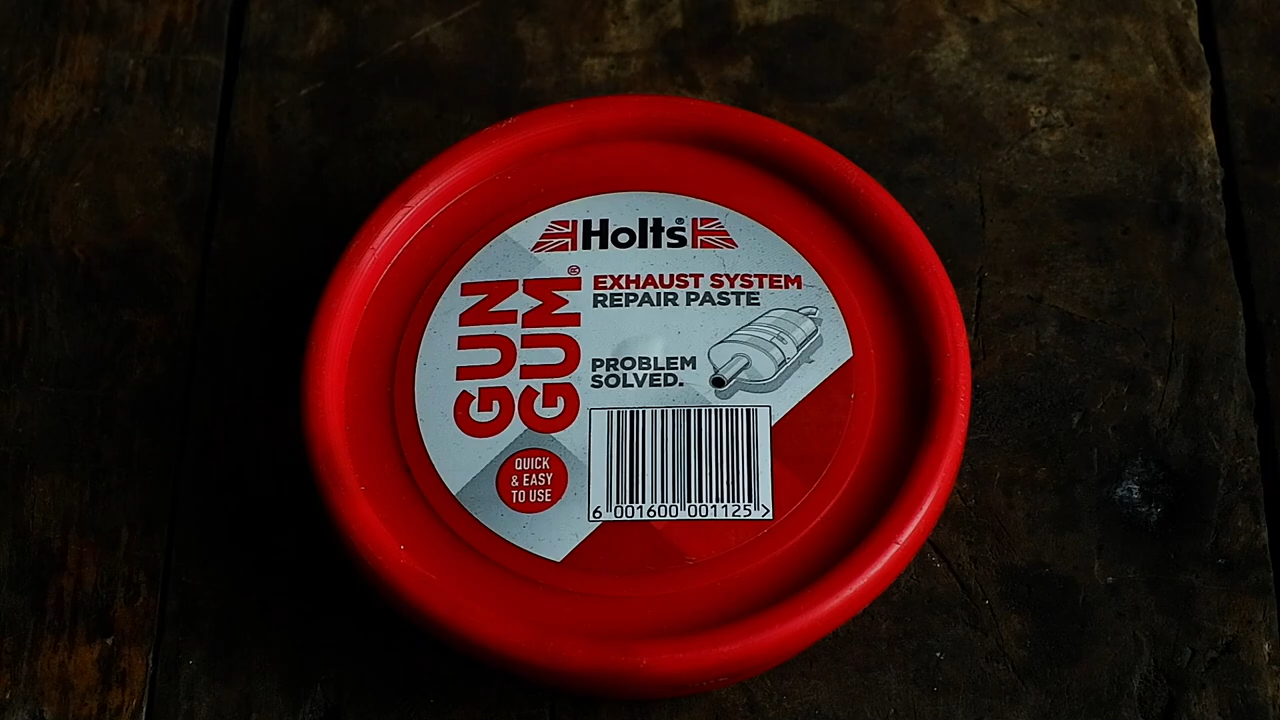 Holts®
EXHAUST SYSTEM
REPAIR PASTE
GUN
GUM®
PROBLEM
SOLVED.
QUICK
& EASY
TO USE
6 001600 001125 >